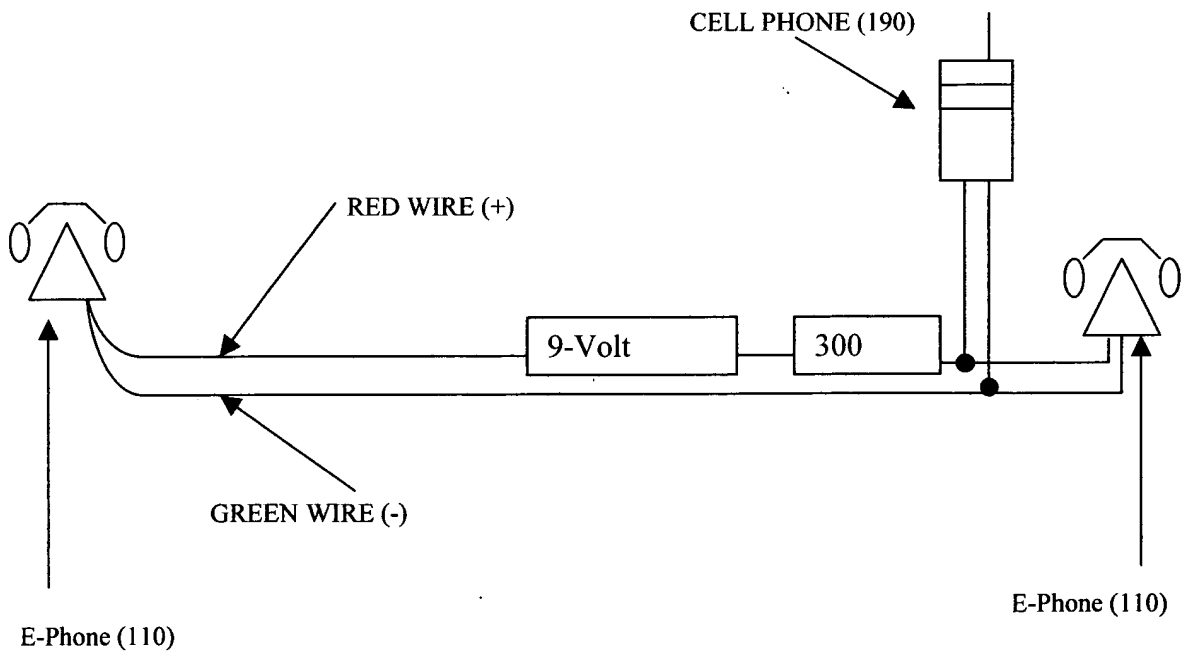 CELL PHONE (190)
RED WIRE (+)
9-Volt
300
GREEN WIRE (-)
E-Phone (110)
E-Phone (110)